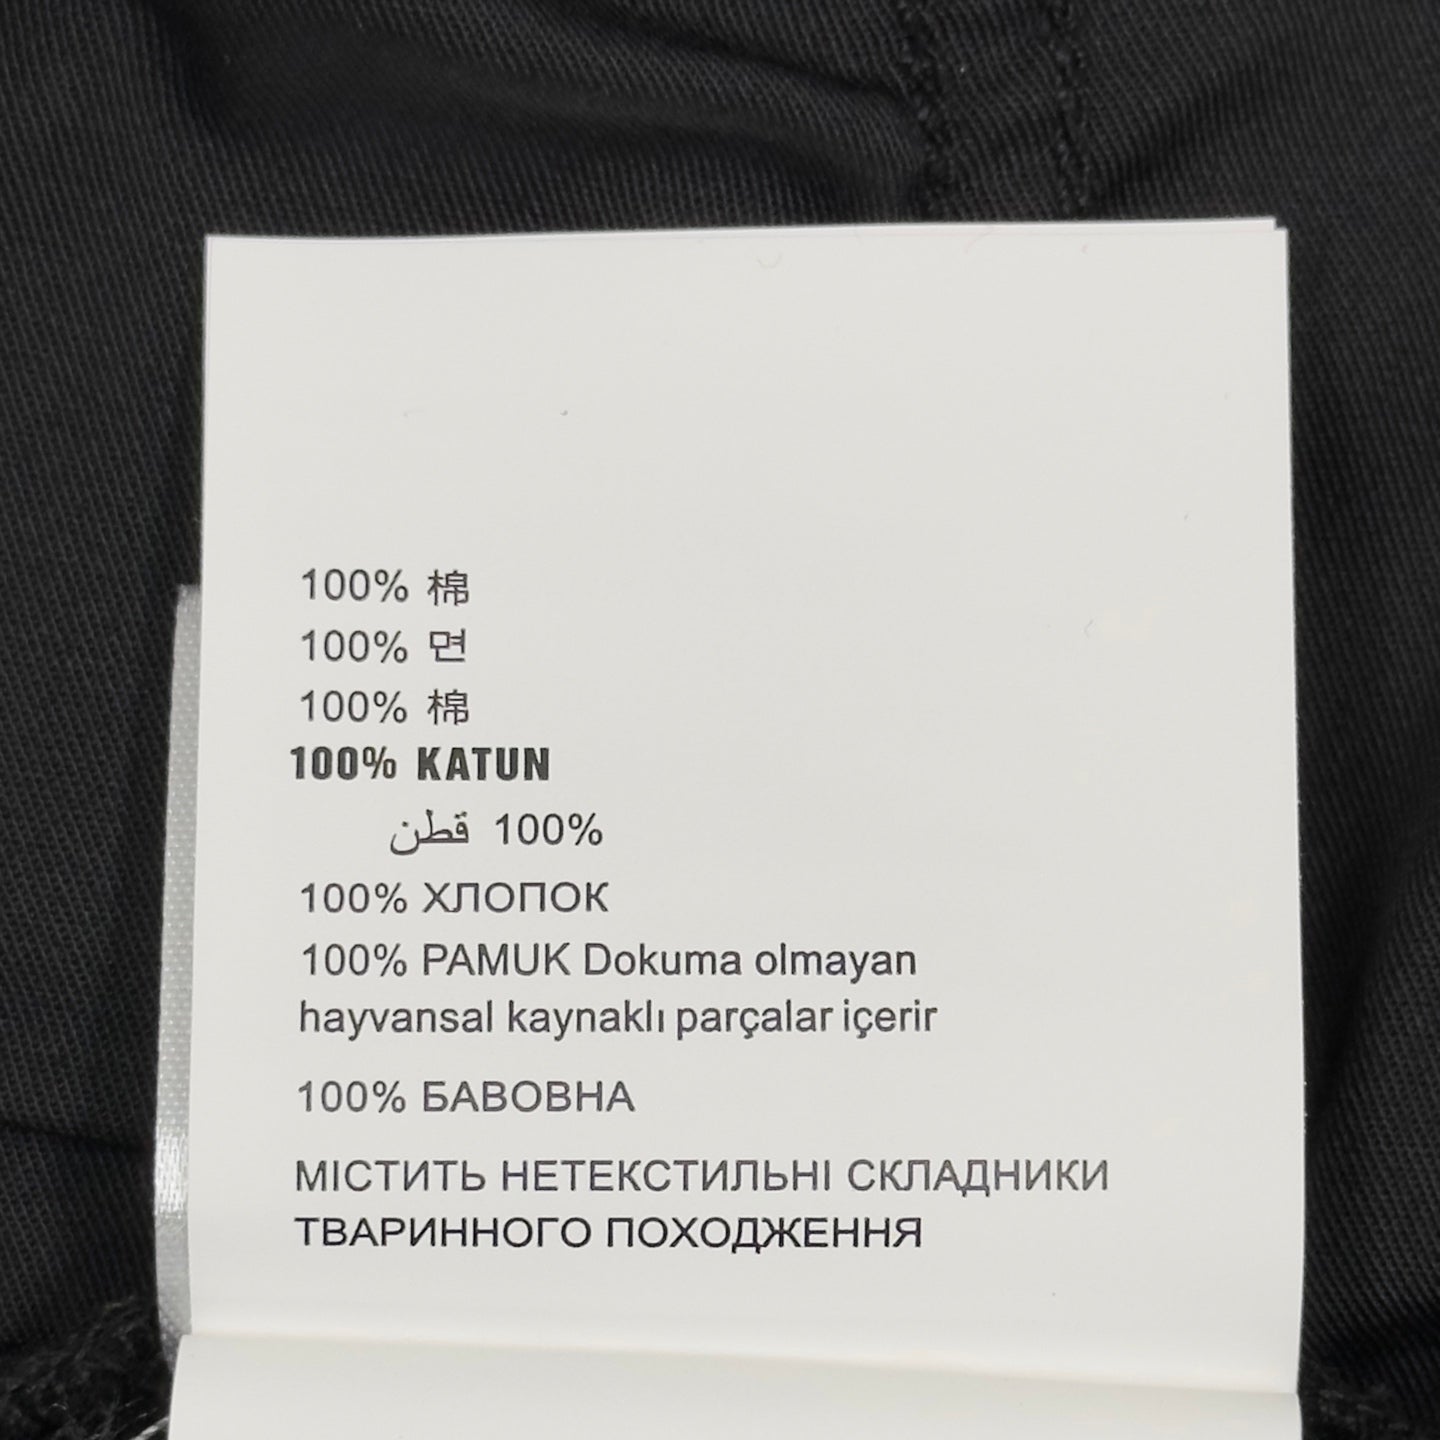 100% 棉
100% 면
100% 棉
100% KATUN
100% قطن
100% ХЛОПОК
100% PAMUK Dokuma olmayan
hayvansal kaynaklı parçalar içerir
100% БАВОВНА
МІСТИТЬ НЕТЕКСТИЛЬНІ СКЛАДНИКИ
ТВАРИННОГО ПОХОДЖЕННЯ